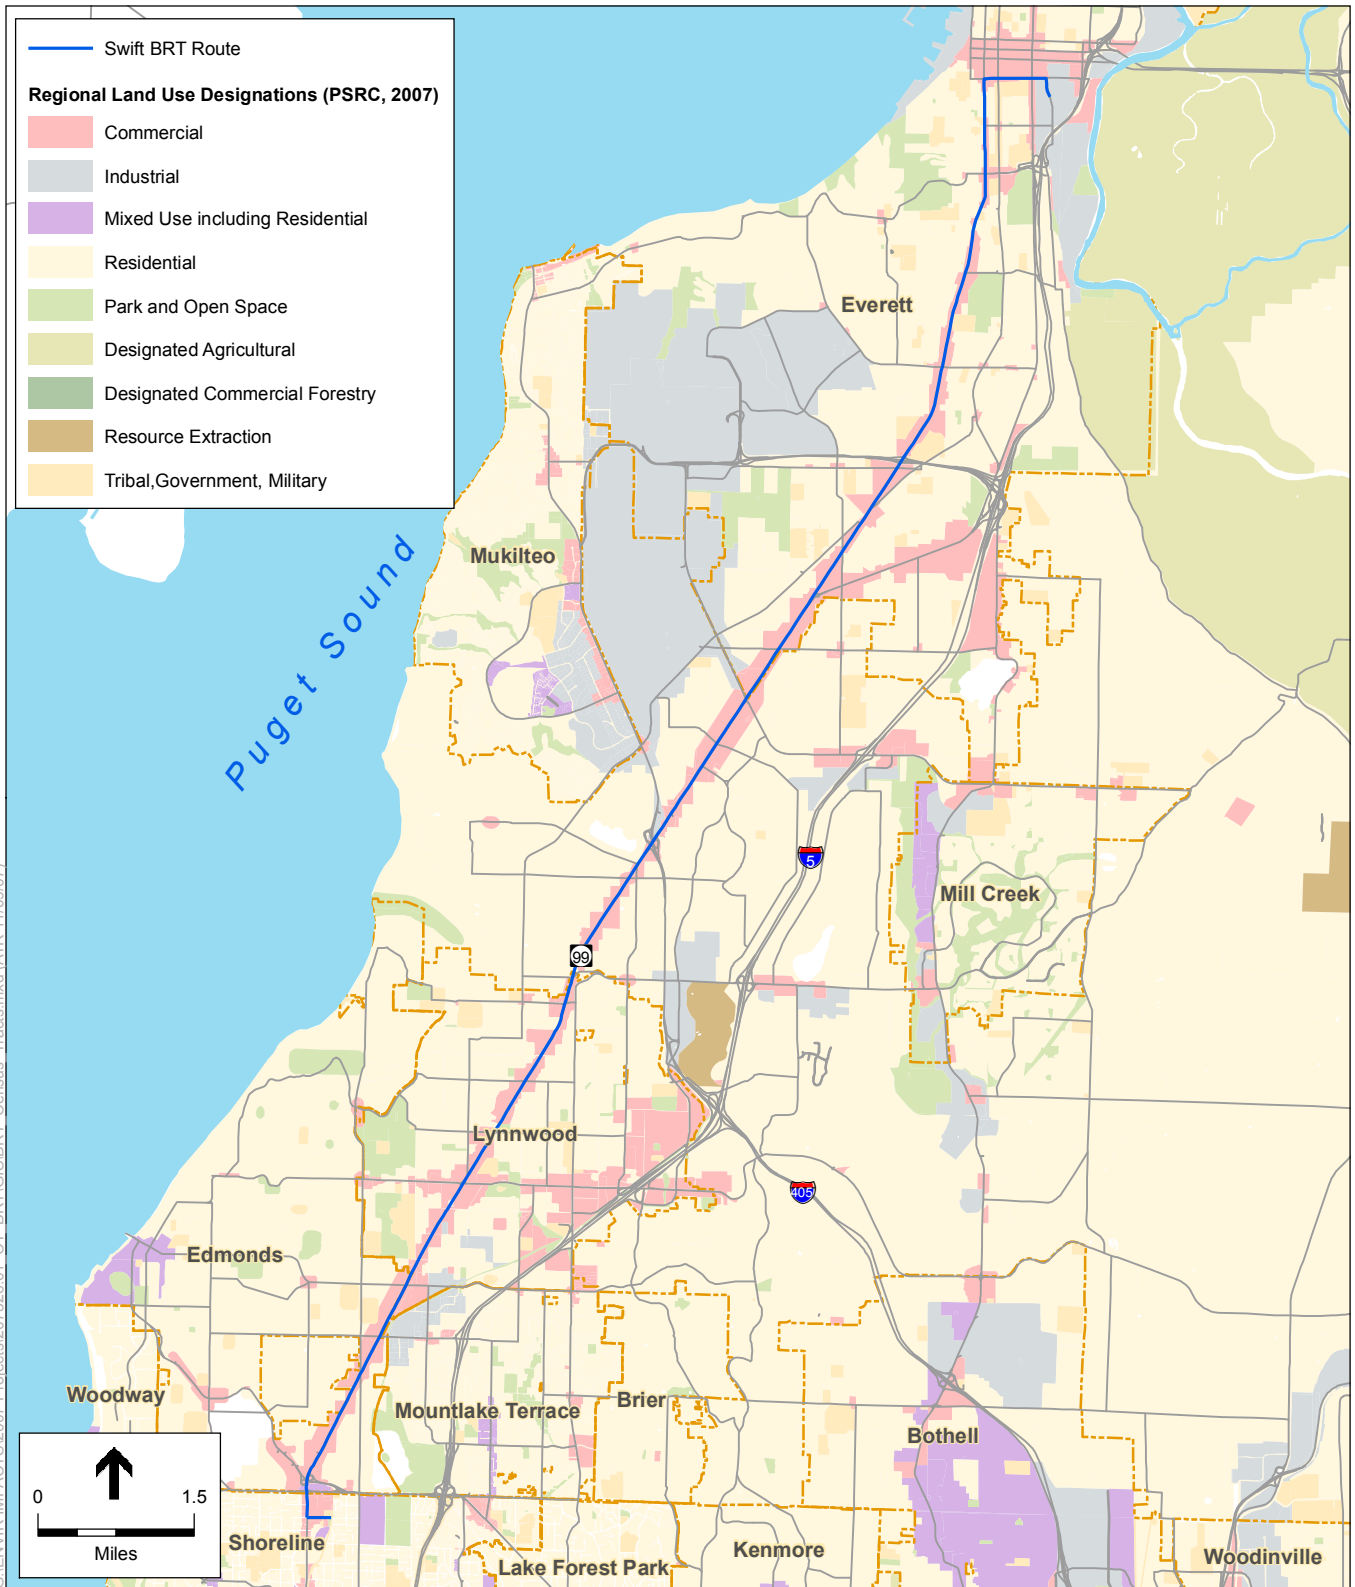 Swift BRT Route
Regional Land Use Designations (PSRC, 2007)
Commercial
Industrial
Mixed Use including Residential
Residential
Park and Open Space
Designated Agricultural
Designated Commercial Forestry
Resource Extraction
Tribal,Government, Military
Everett
Mukilteo
Puget Sound
5
Mill Creek
99
Lynnwood
405
Edmonds
Woodway
Mountlake Terrace
Brier
Bothell
0 1.5
Miles
Shoreline
Lake Forest Park
Kenmore
Woodinville